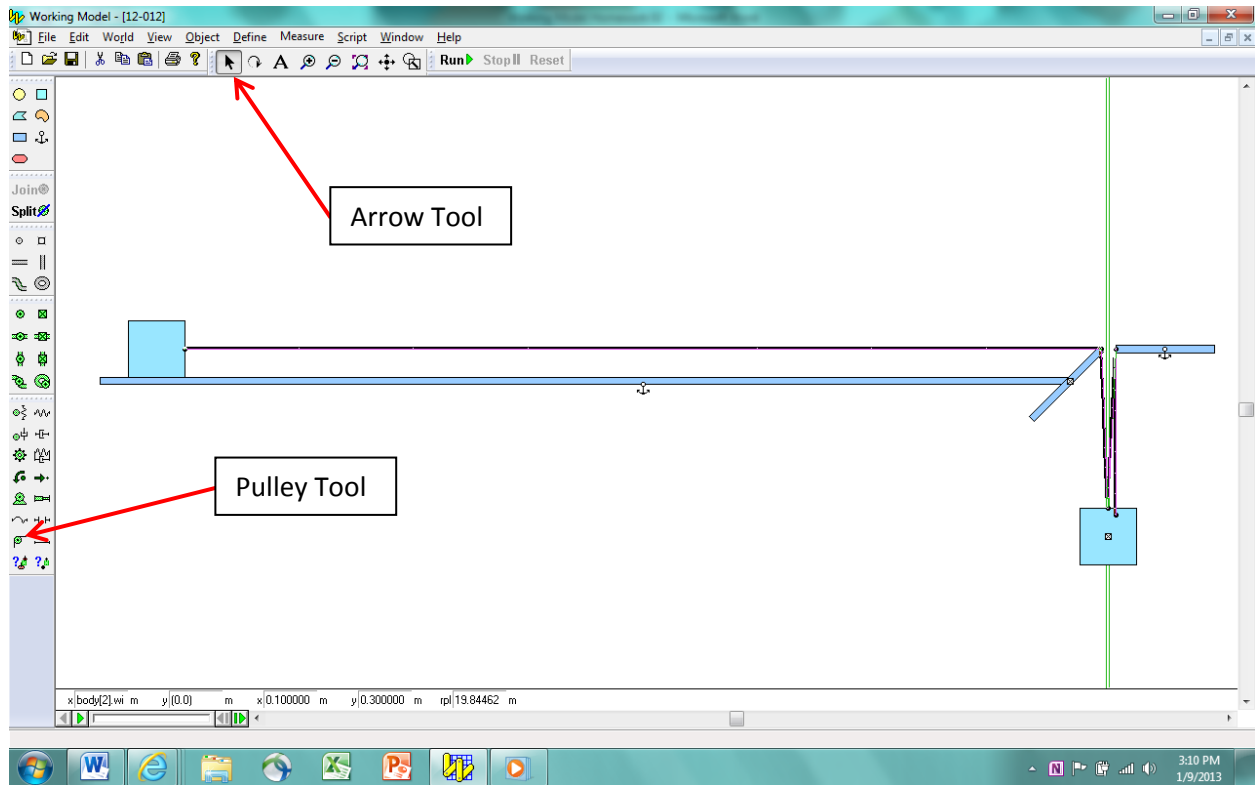 Working Model - [12-012]
File Edit World View Object Define Measure Script Window Help
A Run Stop Reset
Join
Split
Arrow Tool
Pulley Tool
x body[2].wi m y (0.0) m x 0.100000 m y 0.300000 m rpl 19.84462 m
3:10 PM
1/9/2013